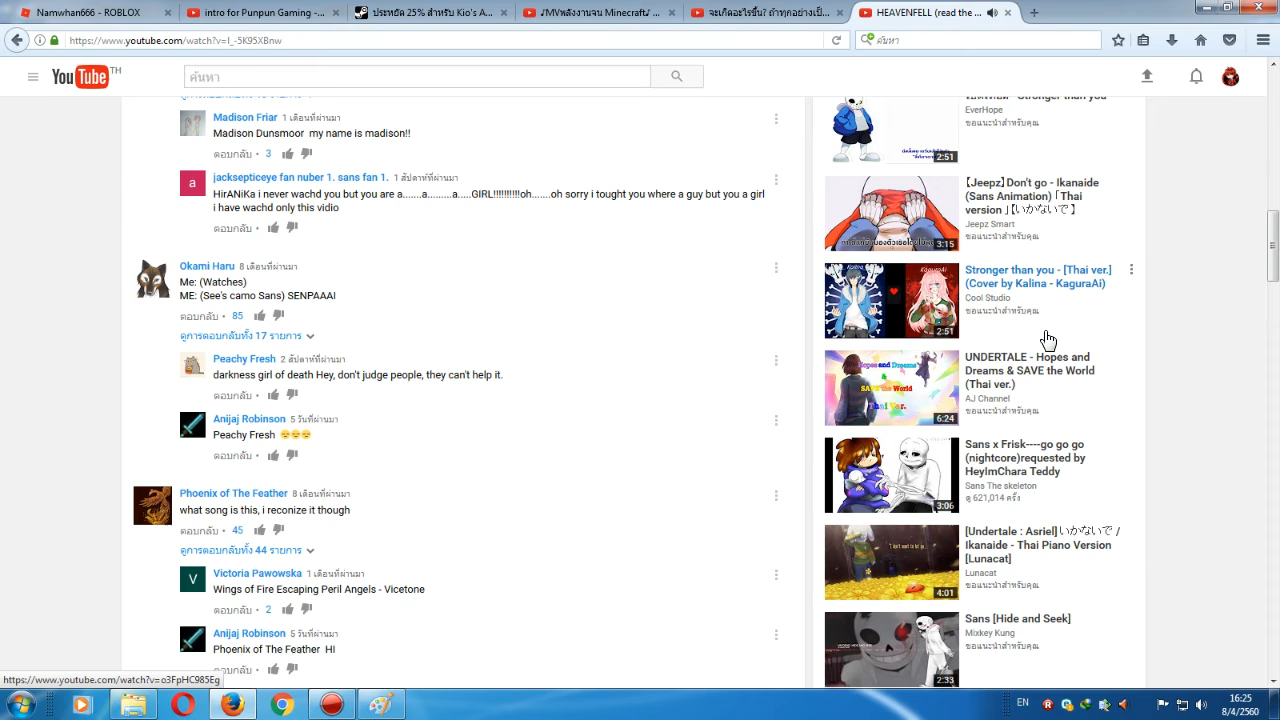 Namwhan666 - ROBLOX
intro for Punpun Gaming - Y
ประหยัด 25% สำหรับ Kio's A...
♪MVพลังงานจน Minecraft♪
จะเกิดอะไรขึ้น? ถ้าทุกอย่างเป็...
HEAVENFELL (read the ...
https://www.youtube.com/watch?v=I_-5K95XBnw
ค้นหา
YouTube TH
ค้นหา
Madison Friar 1 เดือนที่ผ่านมา
Madison Dunsmoor my name is madison!!
ตอบกลับ · 3
jacksepticeye fan nuber 1. sans fan 1. 1 สัปดาห์ที่ผ่านมา
HirANiKa i never wachd you but you are a......a.........a.....GIRL!!!!!!!!!!oh.......oh sorry i tought you where a guy but you a girl
i have wachd only this vidio
ตอบกลับ ·
Okami Haru 8 เดือนที่ผ่านมา
Me: (Watches)
ME: (See's camo Sans) SENPAAAI
ตอบกลับ · 85
ดูการตอบกลับทั้ง 17 รายการ
Peachy Fresh 2 สัปดาห์ที่ผ่านมา
darkness girl of death Hey, don't judge people, they can't help it.
ตอบกลับ ·
Anijaj Robinson 5 วันที่ผ่านมา
Peachy Fresh 😑😑😑
ตอบกลับ ·
Phoenix of The Feather 8 เดือนที่ผ่านมา
what song is this, i reconize it though
ตอบกลับ · 45
ดูการตอบกลับทั้ง 44 รายการ
V
Victoria Pawowska 1 เดือนที่ผ่านมา
Wings of Fire Escaping Peril Angels - Vicetone
ตอบกลับ · 2
Anijaj Robinson 5 วันที่ผ่านมา
Phoenix of The Feather HI
ตอบกลับ ·
EverHope
ขอแนะนำสำหรับคุณ
2:51
【Jeepz】Don't go - Ikanaide
(Sans Animation)「Thai
version」【いかないで】
Jeepz Smart
ขอแนะนำสำหรับคุณ
3:15
Stronger than you - [Thai ver.]
(Cover by Kalina - KaguraAi)
Cool Studio
ขอแนะนำสำหรับคุณ
Kalina
KaguraAi
2:51
UNDERTALE - Hopes and
Dreams & SAVE the World
(Thai ver.)
AJ Channel
ขอแนะนำสำหรับคุณ
Hopes and Dreams
&
SAVE the World
Thai Ver.
6:24
Sans x Frisk----go go go
(nightcore)requested by
HeyImChara Teddy
Sans The skeleton
ดู 621,014 ครั้ง
3:06
[Undertale : Asriel] いかないで /
Ikanaide - Thai Piano Version
[Lunacat]
Lunacat
ขอแนะนำสำหรับคุณ
4:01
Sans [Hide and Seek]
Mixkey Kung
ขอแนะนำสำหรับคุณ
2:33
https://www.youtube.com/watch?v=o3FpHC985Eg
EN
16:25
8/4/2560